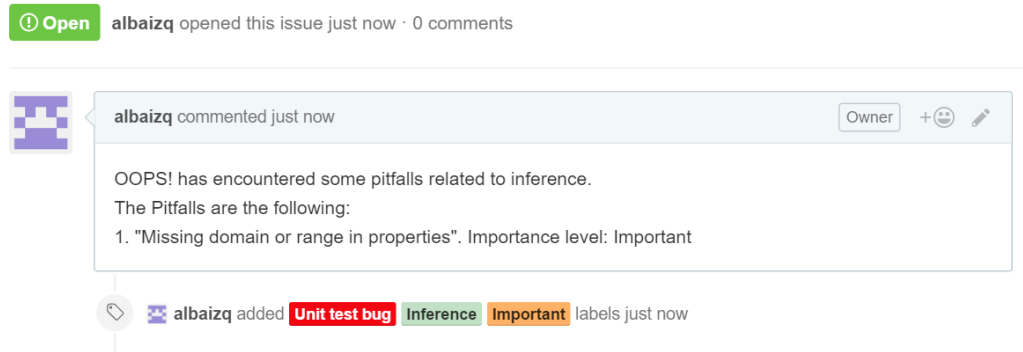 Open albaizq opened this issue just now · 0 comments
albaizq commented just now Owner
OOPS! has encountered some pitfalls related to inference.
The Pitfalls are the following:
1. "Missing domain or range in properties". Importance level: Important
albaizq added Unit test bug Inference Important labels just now